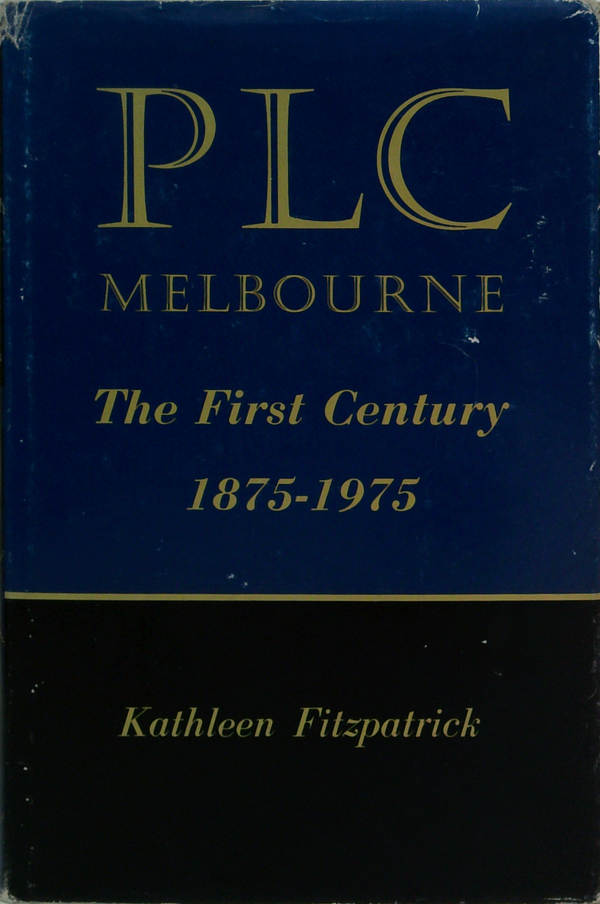 PLC
MELBOURNE
The First Century
1875-1975
Kathleen Fitzpatrick